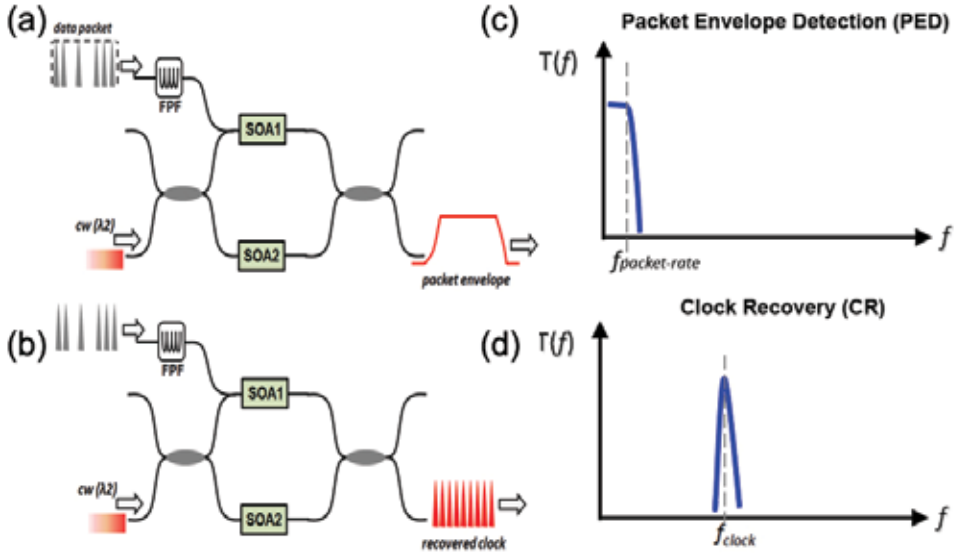 (a)
data packet
FPF
SOA1
cw (λ2)
SOA2
packet envelope
(c)
Packet Envelope Detection (PED)
T(f)
f
fpacket-rate
(b)
FPF
SOA1
cw (λ2)
SOA2
recovered clock
(d)
Clock Recovery (CR)
T(f)
f
fclock